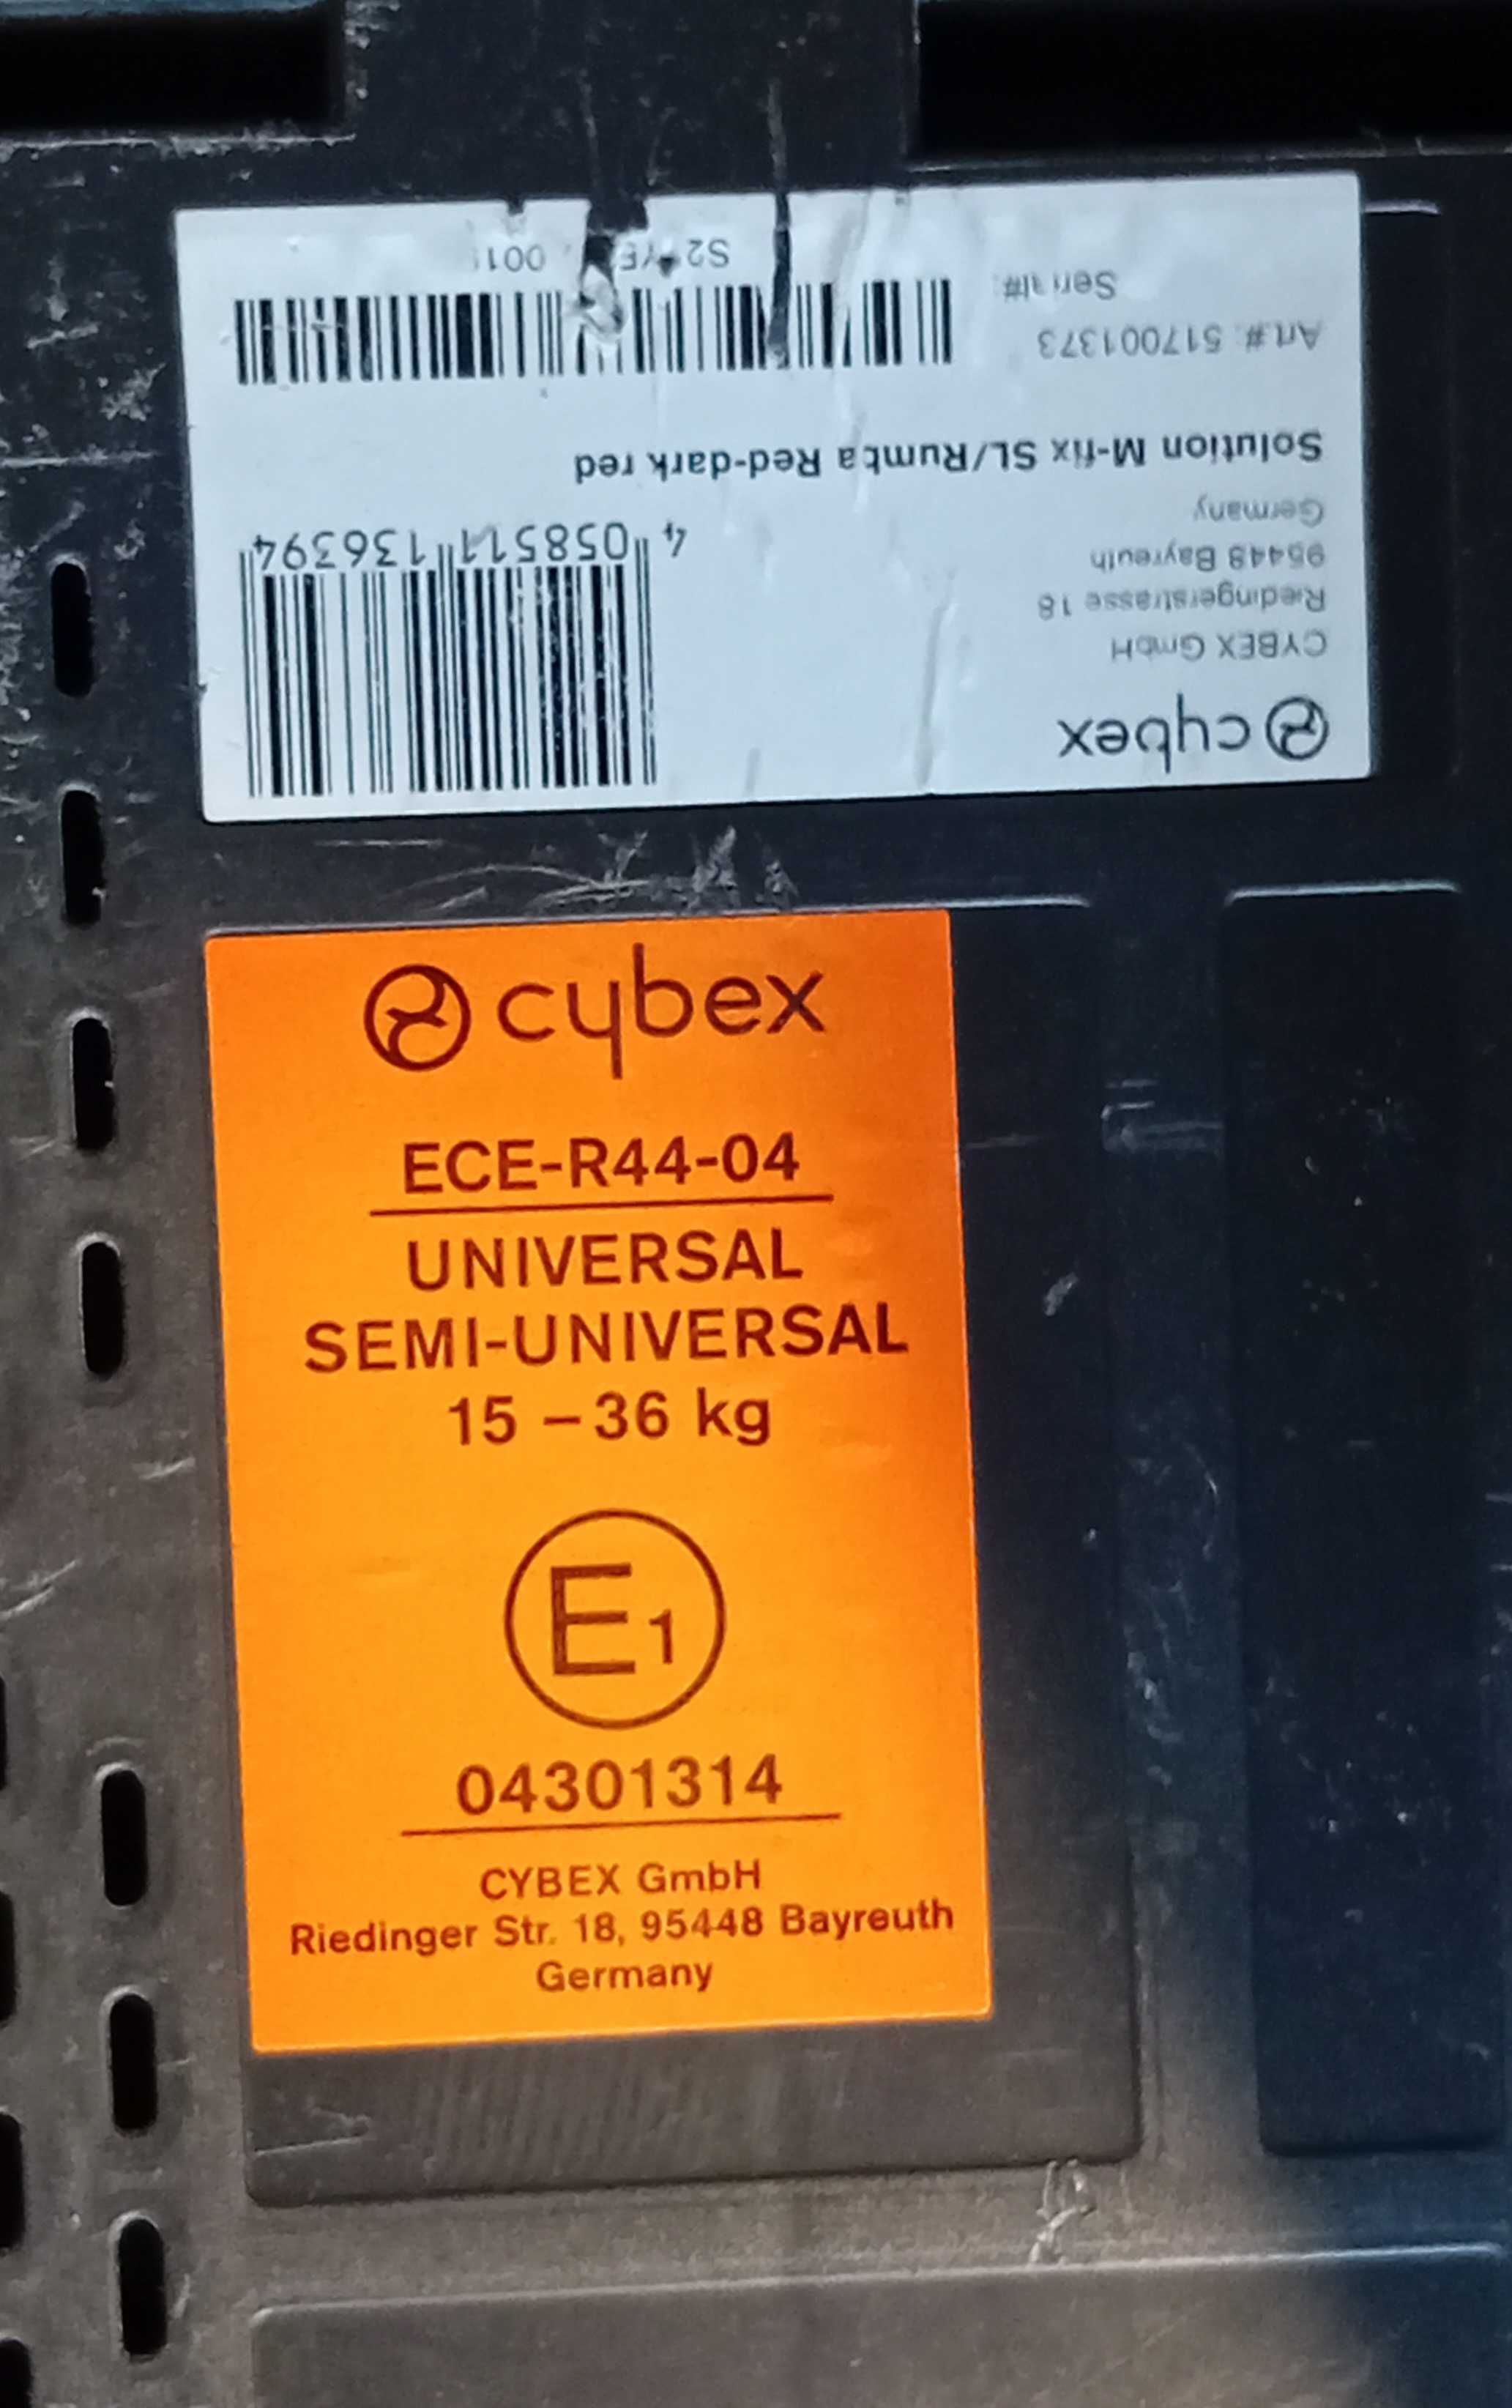 cybex
CYBEX GmbH
Riedingerstrasse 18
95448 Bayreuth
Germany
4 058511 136394
Solution M-fix SL/Rumba Red-dark red
Art.#: 517001373
Serial#:
cybex
ECE-R44-04
UNIVERSAL
SEMI-UNIVERSAL
15 – 36 kg
E1
04301314
CYBEX GmbH
Riedinger Str. 18, 95448 Bayreuth
Germany